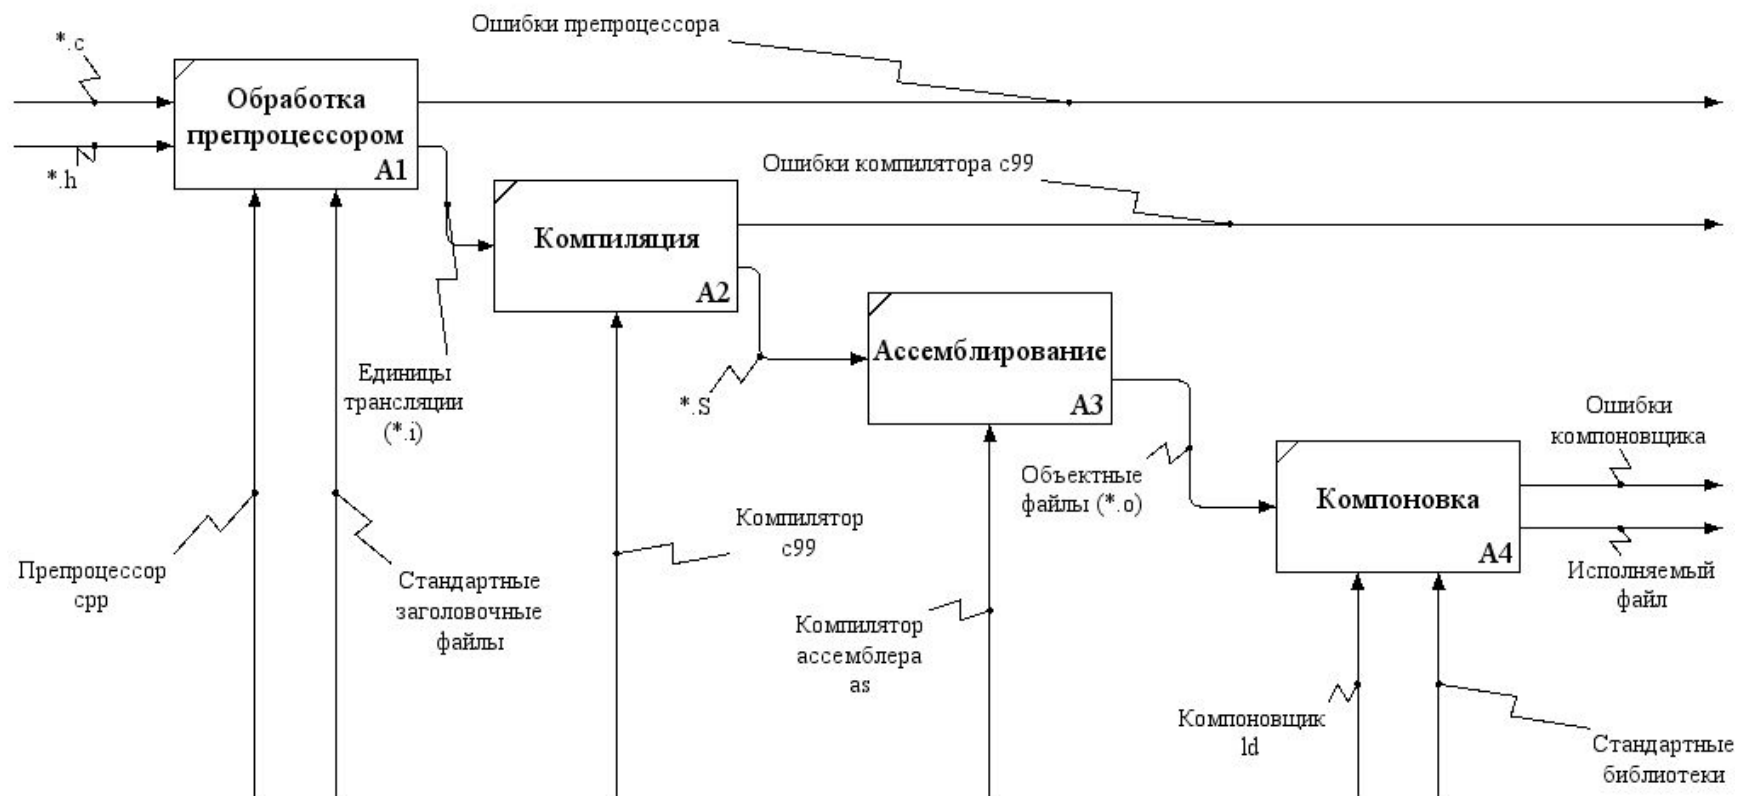 Ошибки препроцессора
*.c
Обработка
препроцессором
A1
*.h
Ошибки компилятора c99
Компиляция
A2
Единицы
трансляции
(*.i)
*.S
Ассемблирование
A3
Ошибки
компоновщика
Объектные
файлы (*.o)
Компоновка
A4
Исполняемый
файл
Препроцессор
cpp
Стандартные
заголовочные
файлы
Компилятор
c99
Компилятор
ассемблера
as
Компоновщик
ld
Стандартные
библиотеки